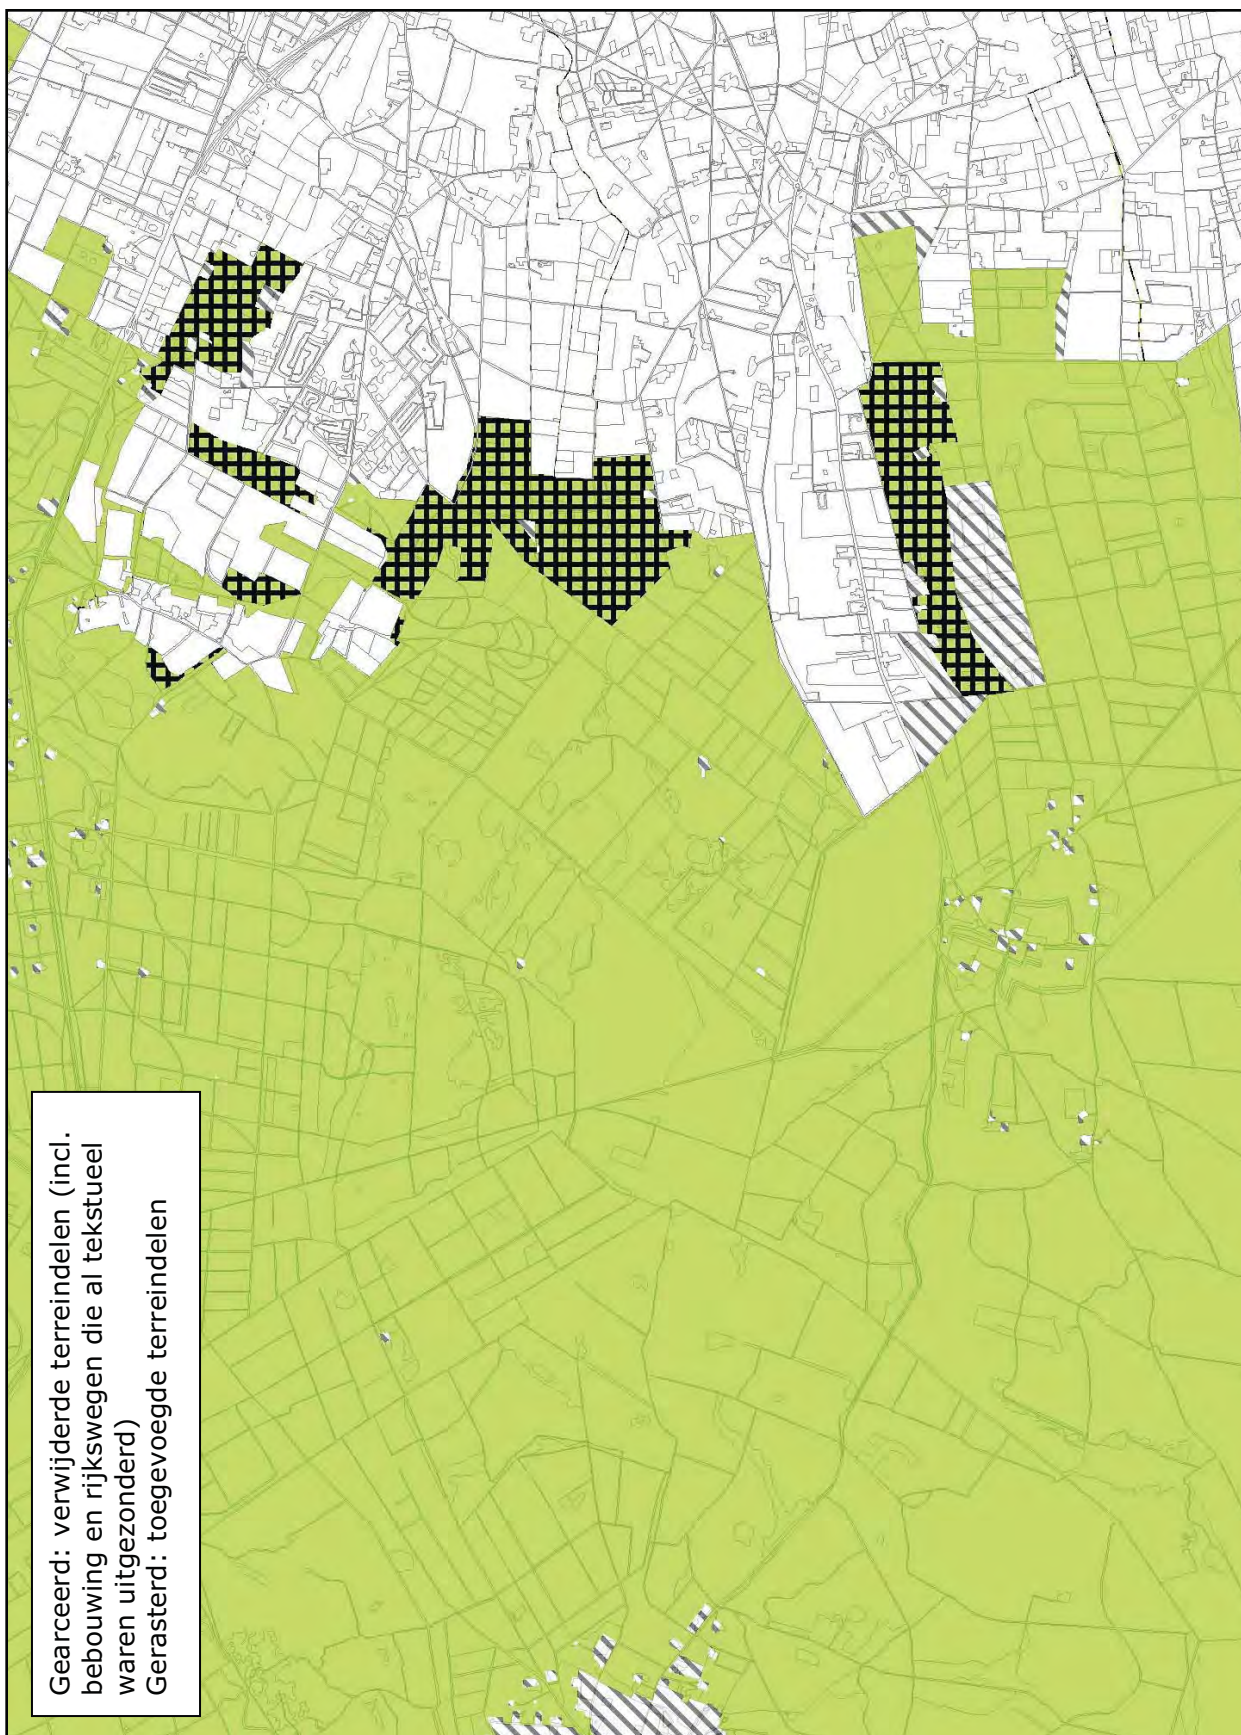 Gearceerd: verwijderde terreindelen (incl.
bebouwing en rijkswegen die al tekstueel
waren uitgezonderd)
Gerasterd: toegevoegde terreindelen